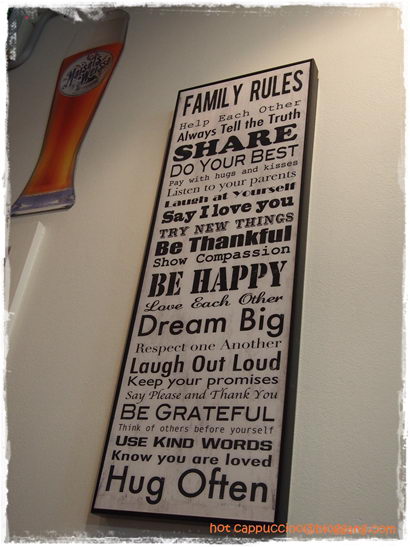 FAMILY RULES
Help Each Other
Always Tell the Truth
SHARE
DO YOUR BEST
Pay with hugs and kisses
Listen to your parents
Laugh at Yourself
Say I love you
TRY NEW THINGS
Be Thankful
Show Compassion
BE HAPPY
Love Each Other
Dream Big
Respect one Another
Laugh Out Loud
Keep your promises
Say Please and Thank You
BE GRATEFUL
Think of others before yourself
USE KIND WORDS
Know you are loved
Hug Often
hot cappuccino@blogspot.com